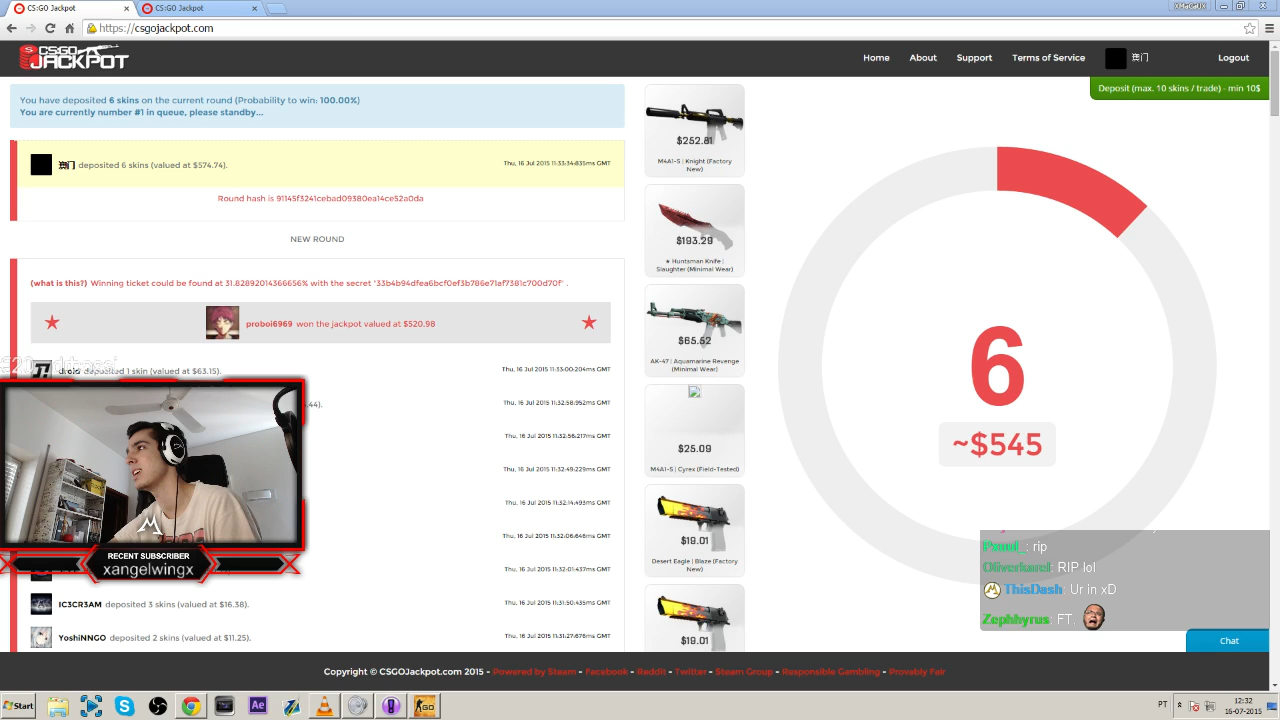 CS:GO Jackpot
CS:GO Jackpot
https://csgojackpot.com
CSGO
JACKPOT
Home
About
Support
Terms of Service
澳门
Logout
Deposit (max. 10 skins / trade) - min 10$
You have deposited 6 skins on the current round (Probability to win: 100.00%)
You are currently number #1 in queue, please standby...
澳门 deposited 6 skins (valued at $574.74).
Thu, 16 Jul 2015 11:33:34:835ms GMT
Round hash is 91145f3241cebad09380ea14ce52a0da
NEW ROUND
(what is this?) Winning ticket could be found at 31.82892014366656% with the secret "33b4b94dfea6bcf0ef3b786e71af7381c700d70f" .
proboi6969 won the jackpot valued at $520.98
deposited 1 skin (valued at $63.15).
Thu, 16 Jul 2015 11:33:00:204ms GMT
.44).
Thu, 16 Jul 2015 11:32:58:952ms GMT
Thu, 16 Jul 2015 11:32:56:217ms GMT
Thu, 16 Jul 2015 11:32:49:229ms GMT
Thu, 16 Jul 2015 11:32:14:493ms GMT
Thu, 16 Jul 2015 11:32:06:646ms GMT
Thu, 16 Jul 2015 11:32:01:437ms GMT
IC3CR3AM deposited 3 skins (valued at $16.38).
Thu, 16 Jul 2015 11:31:50:435ms GMT
YoshiNNGO deposited 2 skins (valued at $11.25).
Thu, 16 Jul 2015 11:31:27:676ms GMT
RECENT SUBSCRIBER
xangelwingx
$252.81
M4A1-S | Knight (Factory
New)
$193.29
★ Huntsman Knife |
Slaughter (Minimal Wear)
$65.52
AK-47 | Aquamarine Revenge
(Minimal Wear)
$25.09
M4A1-S | Cyrex (Field-Tested)
$19.01
Desert Eagle | Blaze (Factory
New)
$19.01
6
~$545
: rip
Oliverkanel: RIP lol
ThisDash: Ur in xD
Zephhyrus: FT.
Chat
Copyright © CSGOJackpot.com 2015 - Powered by Steam - Facebook - Reddit - Twitter - Steam Group - Responsible Gambling - Provably Fair
Start
Ae
GO
PT
12:32
16-07-2015